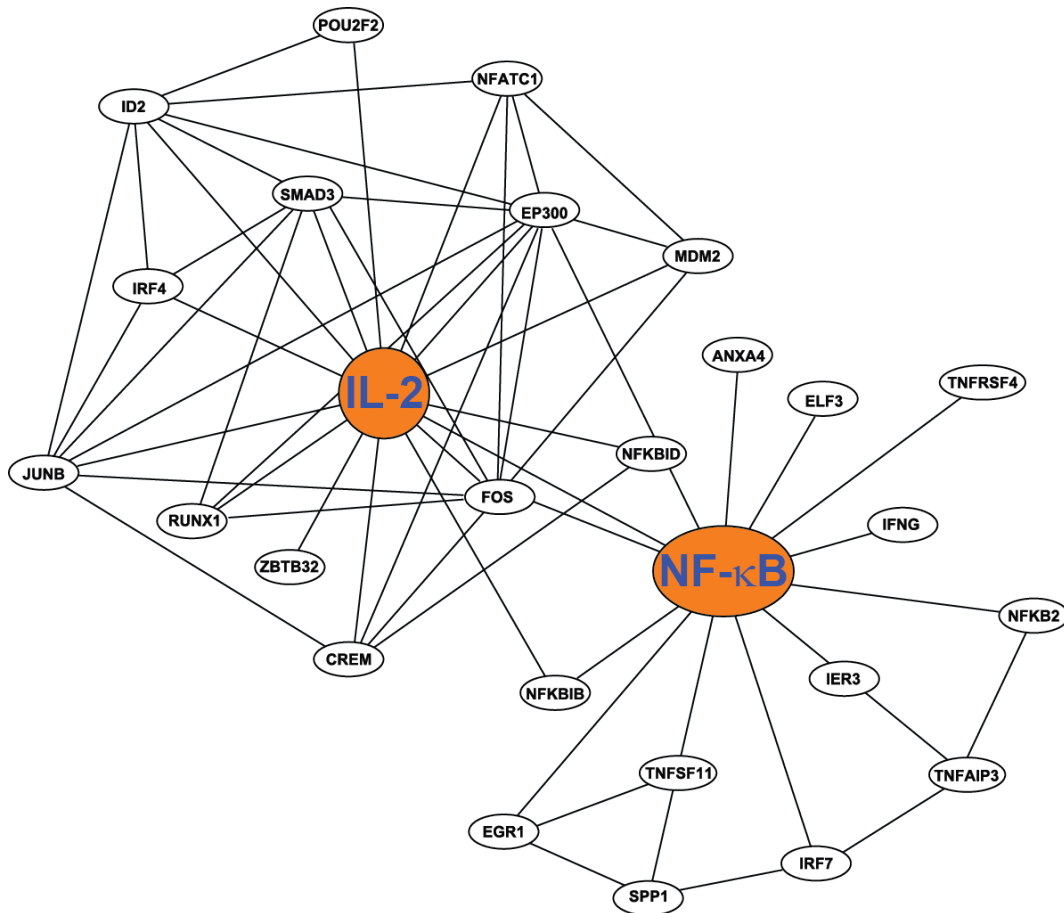 POU2F2
NFATC1
ID2
SMAD3
EP300
MDM2
IRF4
ANXA4
TNFRSF4
IL-2
ELF3
NFKBID
JUNB
FOS
RUNX1
IFNG
ZBTB32
NF-κB
NFKB2
CREM
IER3
NFKBIB
TNFSF11
TNFAIP3
EGR1
IRF7
SPP1